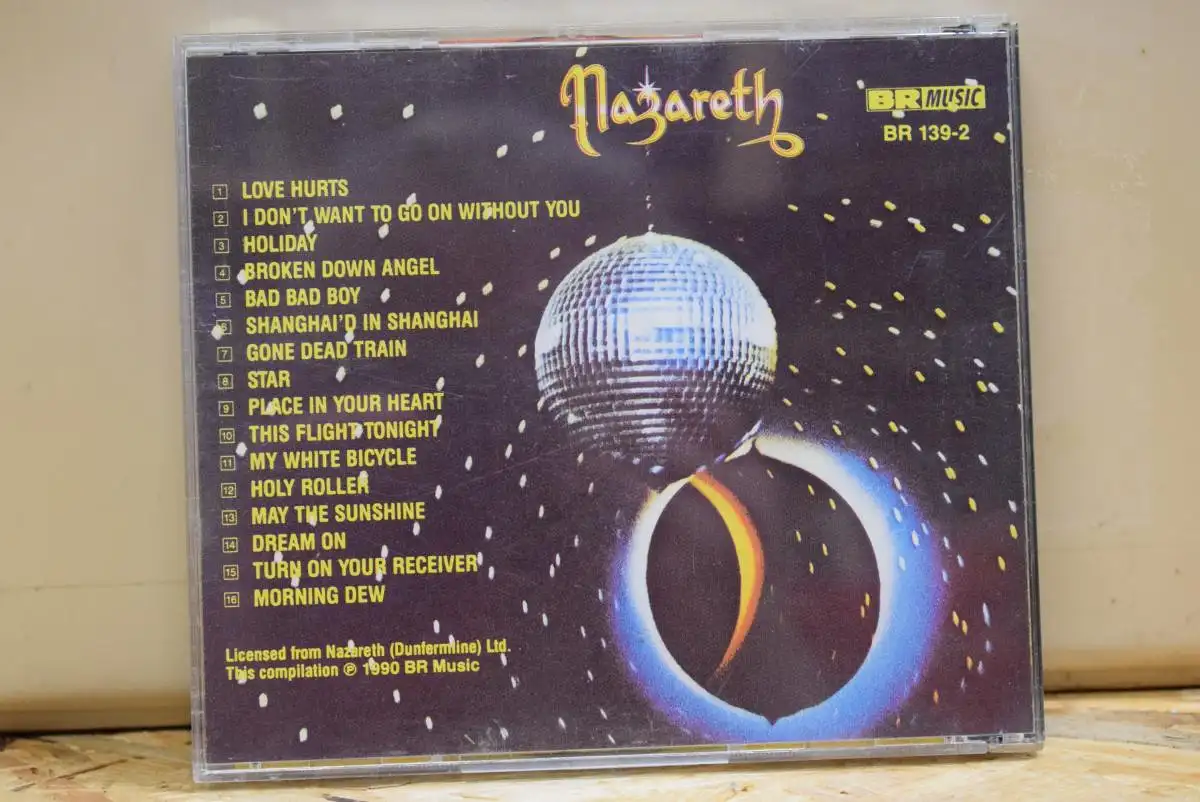 Nazareth
BR MUSIC
BR 139-2
1 LOVE HURTS
2 I DON'T WANT TO GO ON WITHOUT YOU
3 HOLIDAY
4 BROKEN DOWN ANGEL
5 BAD BAD BOY
6 SHANGHAI'D IN SHANGHAI
7 GONE DEAD TRAIN
8 STAR
9 PLACE IN YOUR HEART
10 THIS FLIGHT TONIGHT
11 MY WHITE BICYCLE
12 HOLY ROLLER
13 MAY THE SUNSHINE
14 DREAM ON
15 TURN ON YOUR RECEIVER
16 MORNING DEW
Licensed from Nazareth (Dunfermline) Ltd.
This compilation ℗ 1990 BR Music